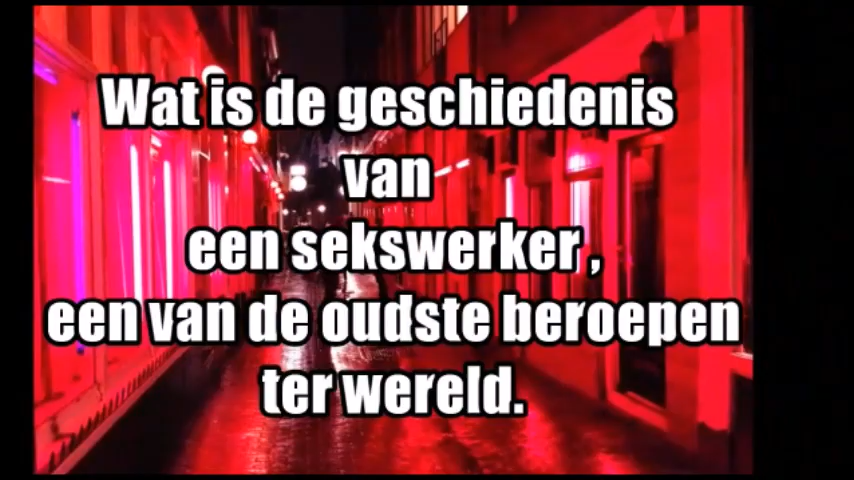 Wat is de geschiedenis
van
een sekswerker ,
een van de oudste beroepen
ter wereld.